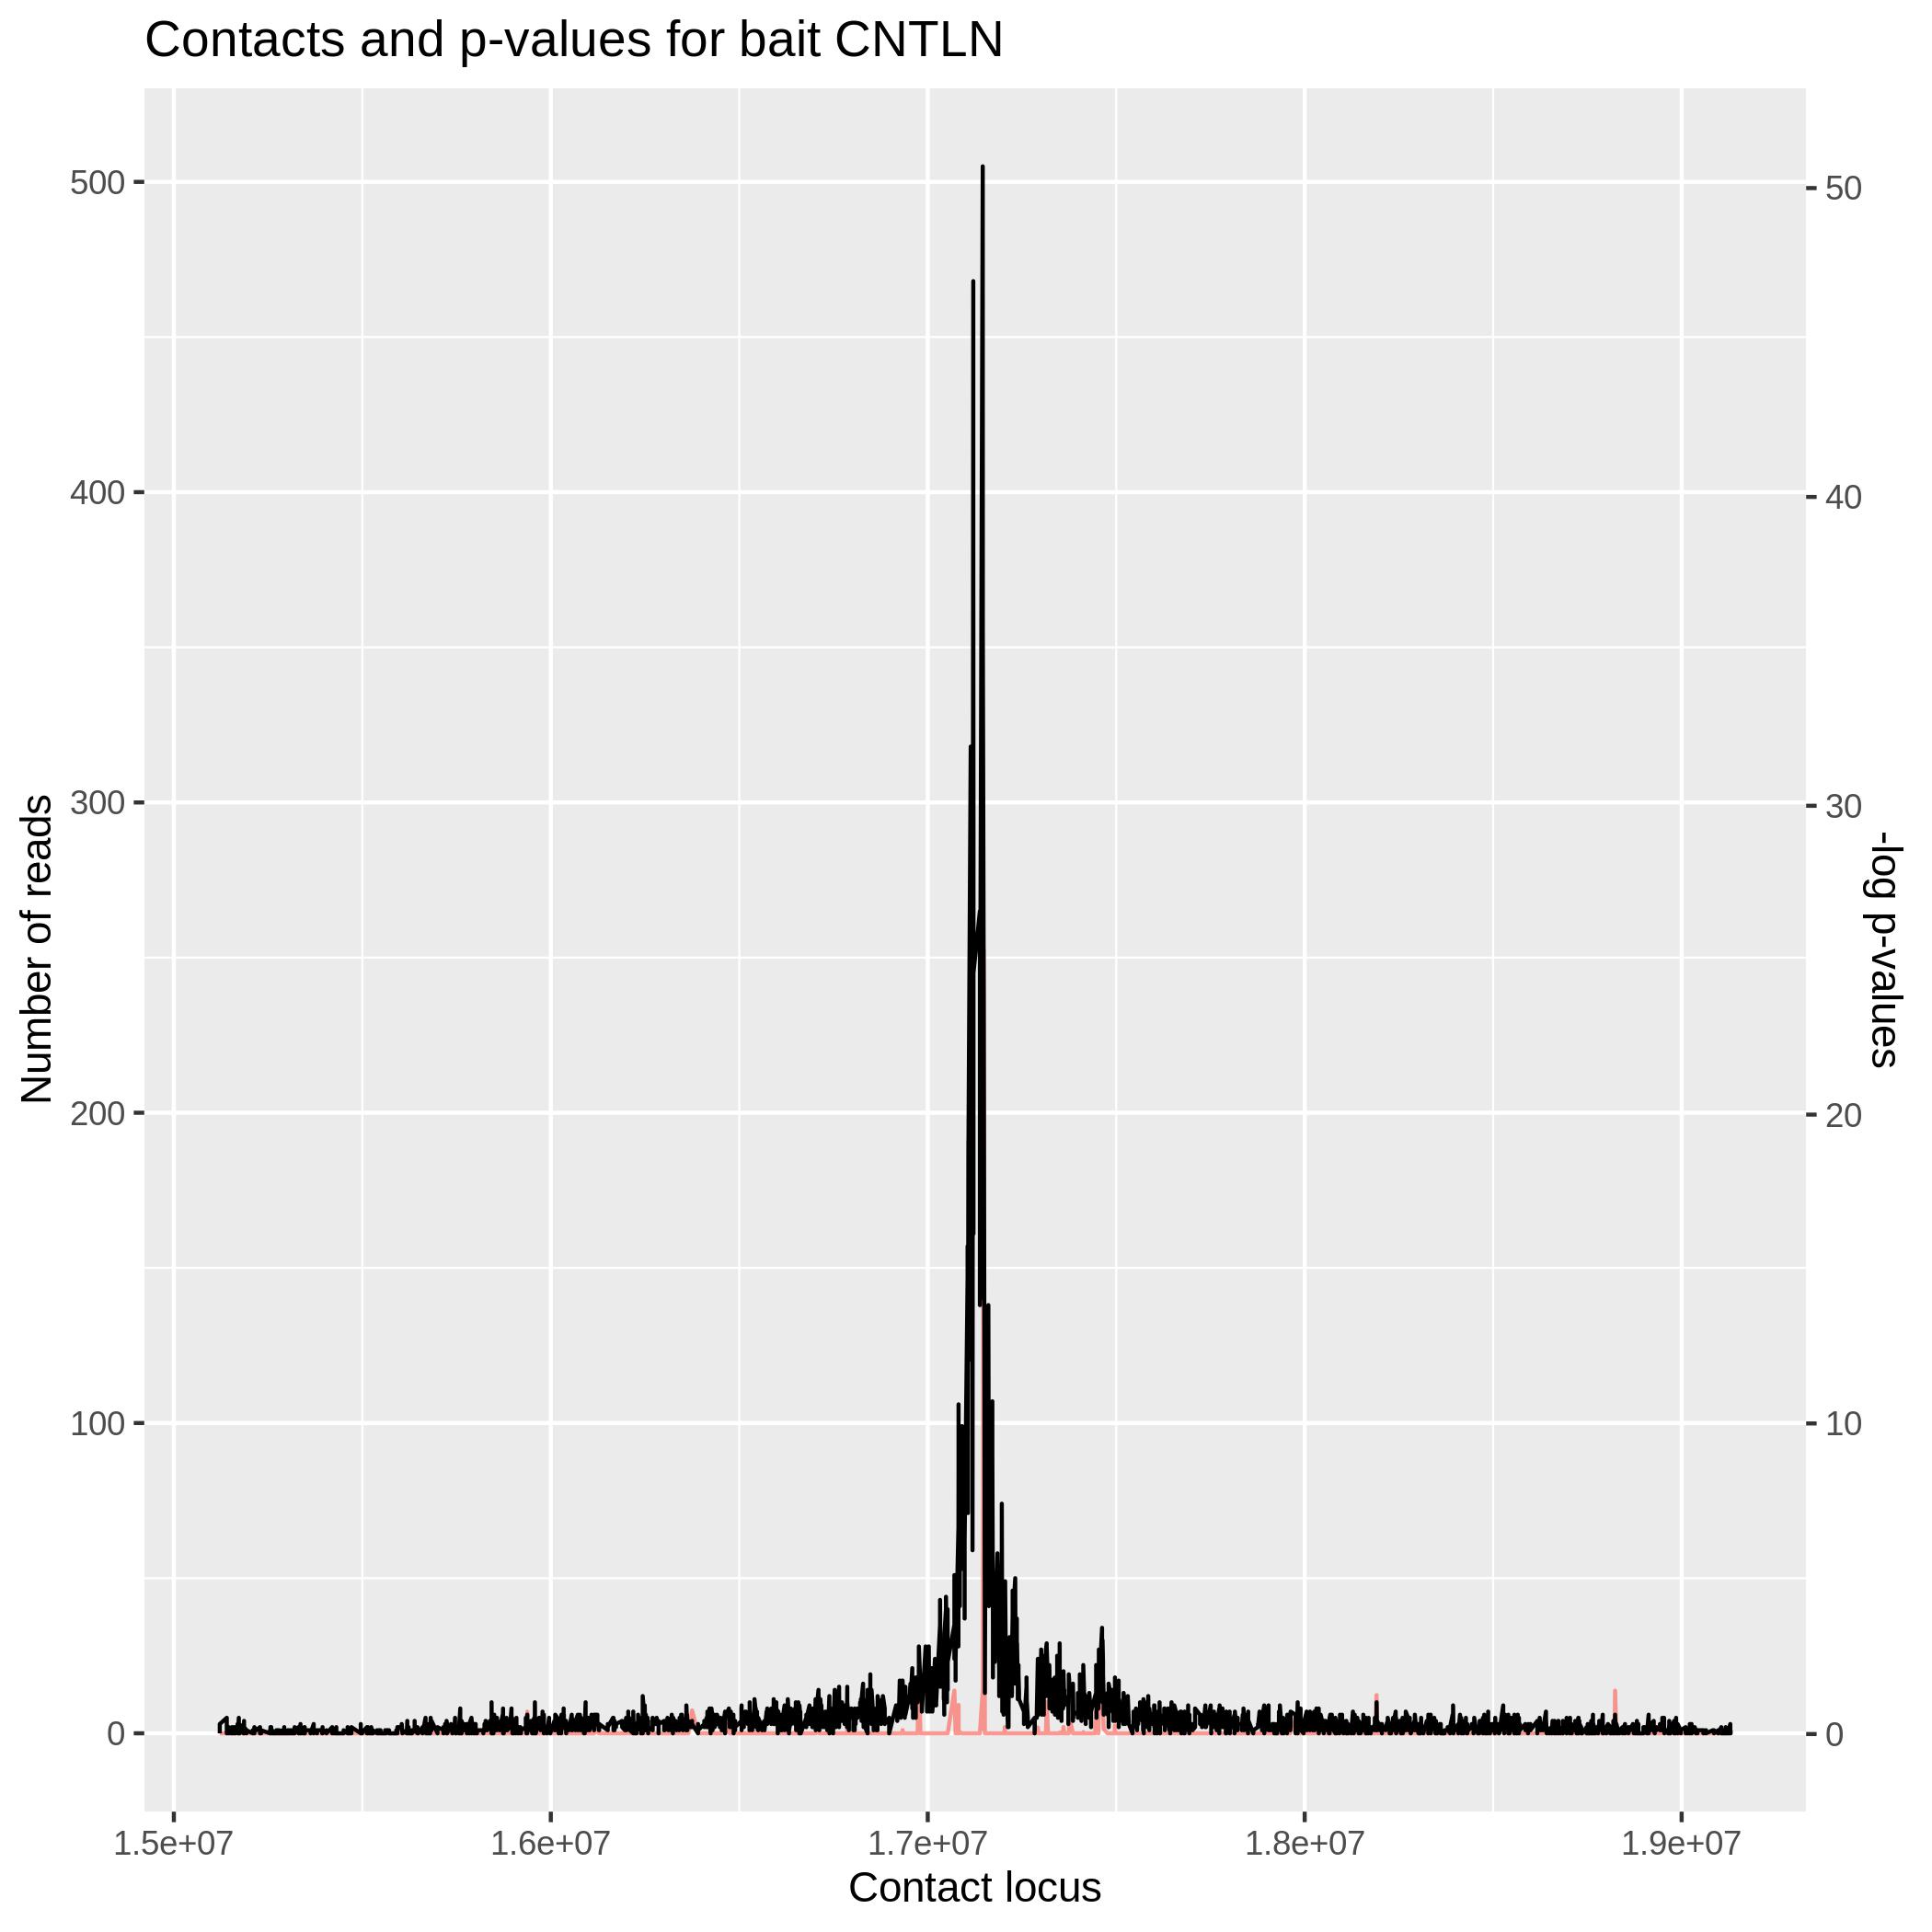 Contacts and p-values for bait CNTLN
500
400
300
200
100
0
Number of reads
50
40
30
20
10
0
-log p-values
1.5e+07 1.6e+07 1.7e+07 1.8e+07 1.9e+07
Contact locus